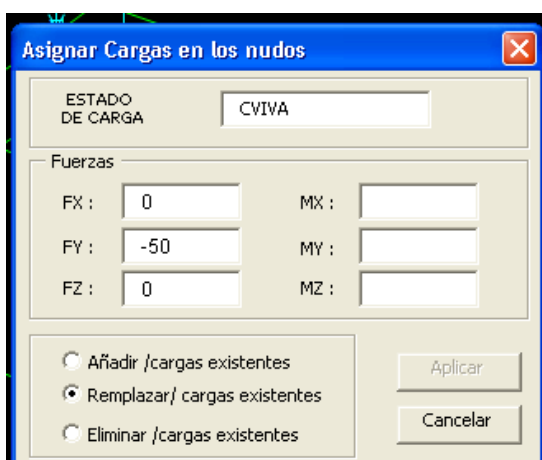 Asignar Cargas en los nudos
ESTADO
DE CARGA
CVIVA
Fuerzas
FX : 0 MX :
FY : -50 MY :
FZ : 0 MZ :
Añadir /cargas existentes
Remplazar/ cargas existentes
Eliminar /cargas existentes
Aplicar
Cancelar